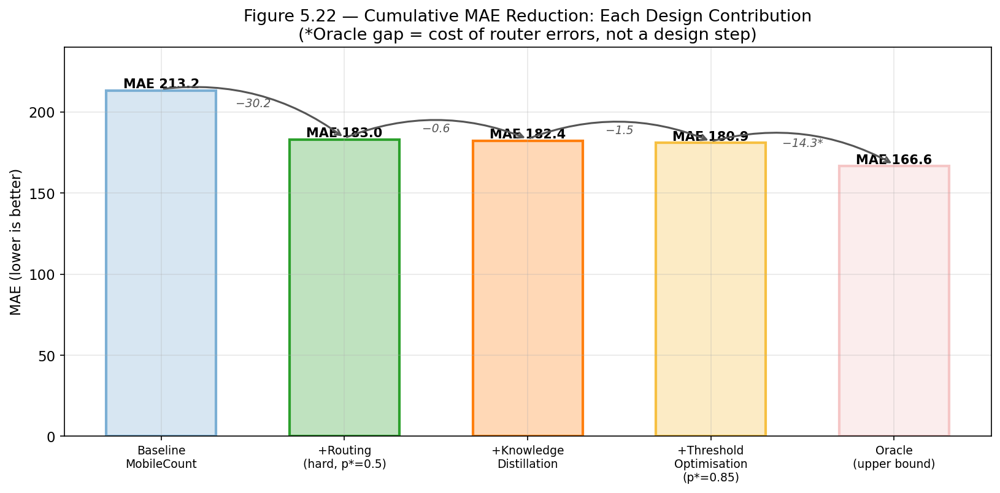 Figure 5.22 — Cumulative MAE Reduction: Each Design Contribution
(*Oracle gap = cost of router errors, not a design step)
MAE (lower is better)
200
150
100
50
0
MAE 213.2
−30.2
MAE 183.0
−0.6
MAE 182.4
−1.5
MAE 180.9
−14.3*
MAE 166.6
Baseline
MobileCount
+Routing
(hard, p*=0.5)
+Knowledge
Distillation
+Threshold
Optimisation
(p*=0.85)
Oracle
(upper bound)